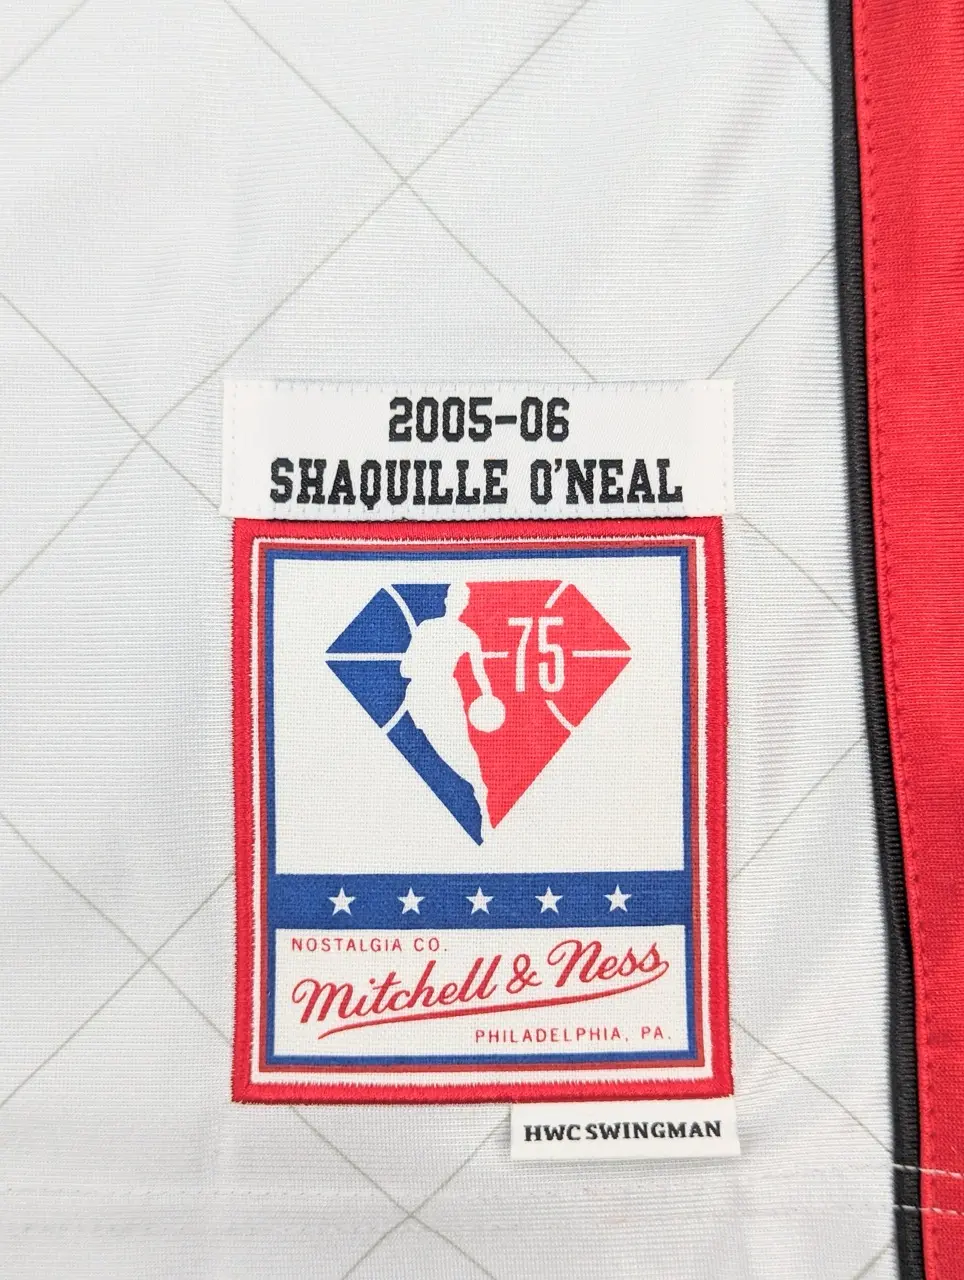 2005-06
SHAQUILLE O'NEAL
75
NOSTALGIA CO.
Mitchell & Ness
PHILADELPHIA, PA.
HWC SWINGMAN